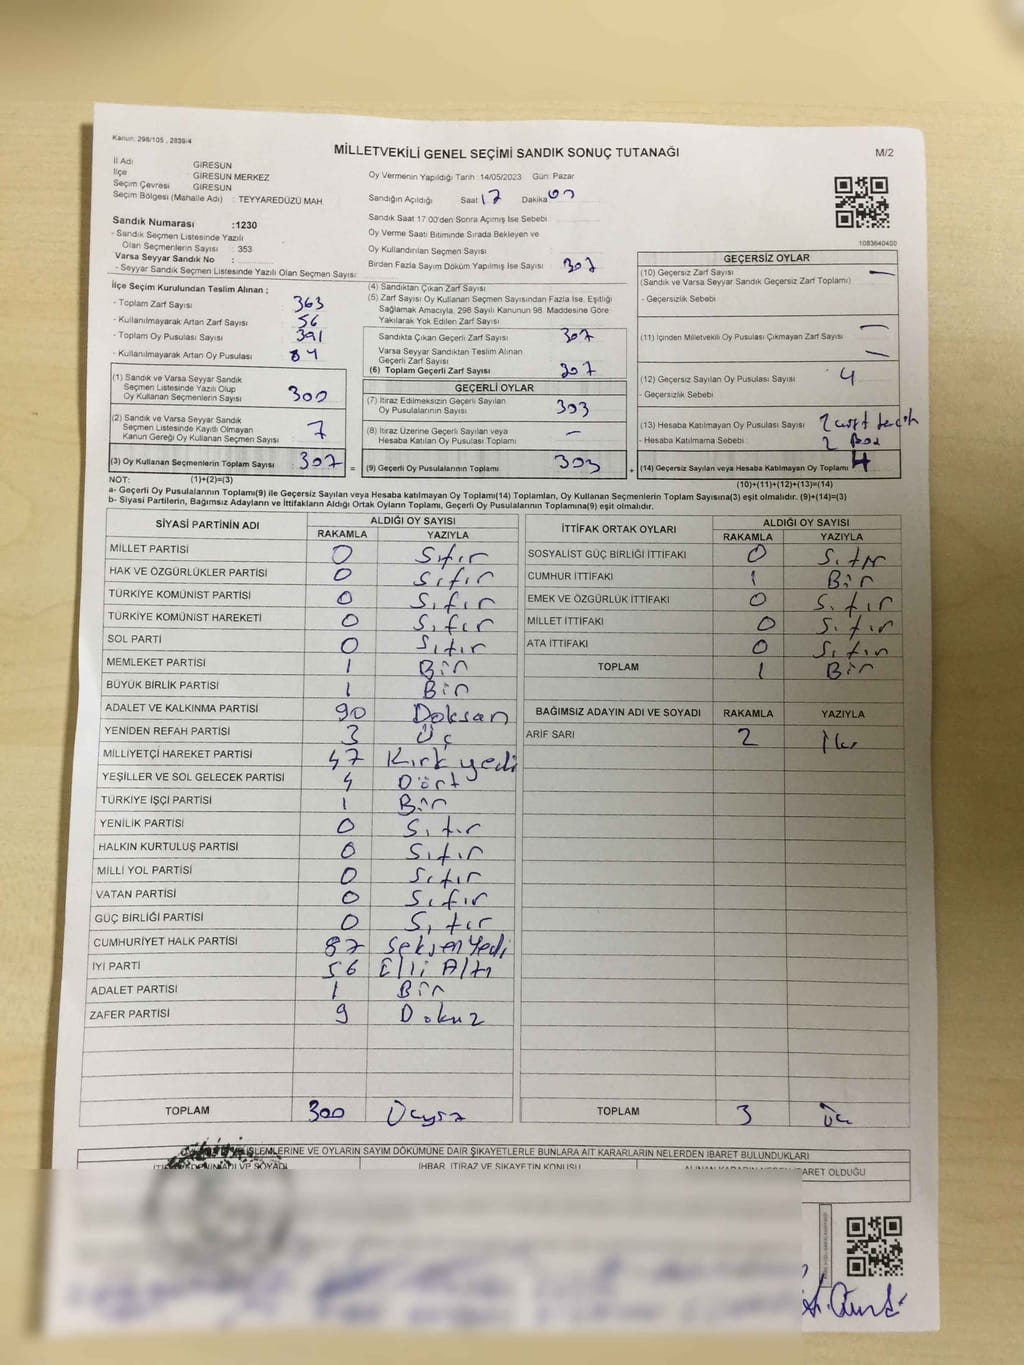 Kanun: 298/105 , 2839/4
MİLLETVEKİLİ GENEL SEÇİMİ SANDIK SONUÇ TUTANAĞI
M/2
İl Adı GİRESUN
İlçe GİRESUN MERKEZ
Seçim Çevresi GİRESUN
Seçim Bölgesi (Mahalle Adı) : TEYYAREDÜZÜ MAH
Oy Vermenin Yapıldığı Tarih :14/05/2023 Gün: Pazar
Sandığın Açıldığı Saat 17 Dakika
Sandık Saat 17:00'den Sonra Açımış İse Sebebi
Oy Verme Saati Bitiminde Sırada Bekleyen ve
Oy Kullandırılan Seçmen Sayısı
Birden Fazla Sayım Döküm Yapılmış İse Sayısı 307
1083640400
Sandık Numarası :1230
- Sandık Seçmen Listesinde Yazılı
Olan Seçmenlerin Sayısı : 353
Varsa Seyyar Sandık No :
- Seyyar Sandık Seçmen Listesinde Yazılı Olan Seçmen Sayısı:
İlçe Seçim Kurulundan Teslim Alınan ;
- Toplam Zarf Sayısı 363
- Kullanılmayarak Artan Zarf Sayısı 56
- Toplam Oy Pusulası Sayısı 391
- Kullanılmayarak Artan Oy Pusulası 84
(1) Sandık ve Varsa Seyyar Sandık
Seçmen Listesinde Yazılı Olup
Oy Kullanan Seçmenlerin Sayısı 300
(2) Sandık ve Varsa Seyyar Sandık
Seçmen Listesinde Kayıtlı Olmayan
Kanun Gereği Oy Kullanan Seçmen Sayısı 7
(3) Oy Kullanan Seçmenlerin Toplam Sayısı 307 =
(4) Sandıktan Çıkan Zarf Sayısı
(5) Zarf Sayısı Oy Kullanan Seçmen Sayısından Fazla İse, Eşitliği
Sağlamak Amacıyla, 298 Sayılı Kanunun 98. Maddesine Göre
Yakılarak Yok Edilen Zarf Sayısı
Sandıkta Çıkan Geçerli Zarf Sayısı 307
Varsa Seyyar Sandıktan Teslim Alınan
Geçerli Zarf Sayısı
(6) Toplam Geçerli Zarf Sayısı 307
GEÇERLİ OYLAR
(7) İtiraz Edilmeksizin Geçerli Sayılan
Oy Pusulalarının Sayısı 303
(8) İtiraz Üzerine Geçerli Sayılan veya
Hesaba Katılan Oy Pusulası Toplamı —
(9) Geçerli Oy Pusulalarının Toplamı 303 +
GEÇERSİZ OYLAR
(10) Geçersiz Zarf Sayısı —
(Sandık ve Varsa Seyyar Sandık Geçersiz Zarf Toplamı)
- Geçersizlik Sebebi
(11) İçinden Milletvekili Oy Pusulası Çıkmayan Zarf Sayısı —
—
(12) Geçersiz Sayılan Oy Pusulası Sayısı 4
- Geçersizlik Sebebi
(13) Hesaba Katılmayan Oy Pusulası Sayısı 2
- Hesaba Katılmama Sebebi 2 Boş
(14) Geçersiz Sayılan veya Hesaba Katılmayan Oy Toplamı 4
NOT: (1)+(2)=(3)
(10)+(11)+(12)+(13)=(14)
a- Geçerli Oy Pusulalarının Toplamı(9) ile Geçersiz Sayılan veya Hesaba Katılmayan Oy Toplamı(14) Toplamları, Oy Kullanan Seçmenlerin Toplam Sayısına(3) eşit olmalıdır. (9)+(14)=(3)
b- Siyasi Partilerin, Bağımsız Adayların ve İttifakların Aldığı Ortak Oyların Toplamı, Geçerli Oy Pusulalarının Toplamına(9) eşit olmalıdır.
SİYASİ PARTİNİN ADI ALDIĞI OY SAYISI
RAKAMLA YAZIYLA
MİLLET PARTİSİ 0 Sıfır
HAK VE ÖZGÜRLÜKLER PARTİSİ 0 Sıfır
TÜRKİYE KOMÜNİST PARTİSİ 0 Sıfır
TÜRKİYE KOMÜNİST HAREKETİ 0 Sıfır
SOL PARTİ 0 Sıfır
MEMLEKET PARTİSİ 1 Bir
BÜYÜK BİRLİK PARTİSİ 1 Bir
ADALET VE KALKINMA PARTİSİ 90 Doksan
YENİDEN REFAH PARTİSİ 3 Üç
MİLLİYETÇİ HAREKET PARTİSİ 47 Kırk yedi
YEŞİLLER VE SOL GELECEK PARTİSİ 4 Dört
TÜRKİYE İŞÇİ PARTİSİ 1 Bir
YENİLİK PARTİSİ 0 Sıfır
HALKIN KURTULUŞ PARTİSİ 0 Sıfır
MİLLİ YOL PARTİSİ 0 Sıfır
VATAN PARTİSİ 0 Sıfır
GÜÇ BİRLİĞİ PARTİSİ 0 Sıfır
CUMHURİYET HALK PARTİSİ 87 Seksen yedi
İYİ PARTİ 56 Elli Altı
ADALET PARTİSİ 1 Bir
ZAFER PARTİSİ 9 Dokuz
TOPLAM 300 Üçyüz
İTTİFAK ORTAK OYLARI ALDIĞI OY SAYISI
RAKAMLA YAZIYLA
SOSYALİST GÜÇ BİRLİĞİ İTTİFAKI 0 Sıfır
CUMHUR İTTİFAKI 1 Bir
EMEK VE ÖZGÜRLÜK İTTİFAKI 0 Sıfır
MİLLET İTTİFAKI 0 Sıfır
ATA İTTİFAKI 0 Sıfır
TOPLAM 1 Bir
BAĞIMSIZ ADAYIN ADI VE SOYADI RAKAMLA YAZIYLA
ARİF SARI 2 İki
TOPLAM 3 Üç
İŞLEMLERİNE VE OYLARIN SAYIM DÖKÜMÜNE DAİR ŞİKAYETLERLE BUNLARA AİT KARARLARIN NELERDEN İBARET BULUNDUKLARI
ADI VE SOYADI İHBAR, İTİRAZ VE ŞİKAYETİN KONUSU ALINAN KARARIN NEDEN İBARET OLDUĞU